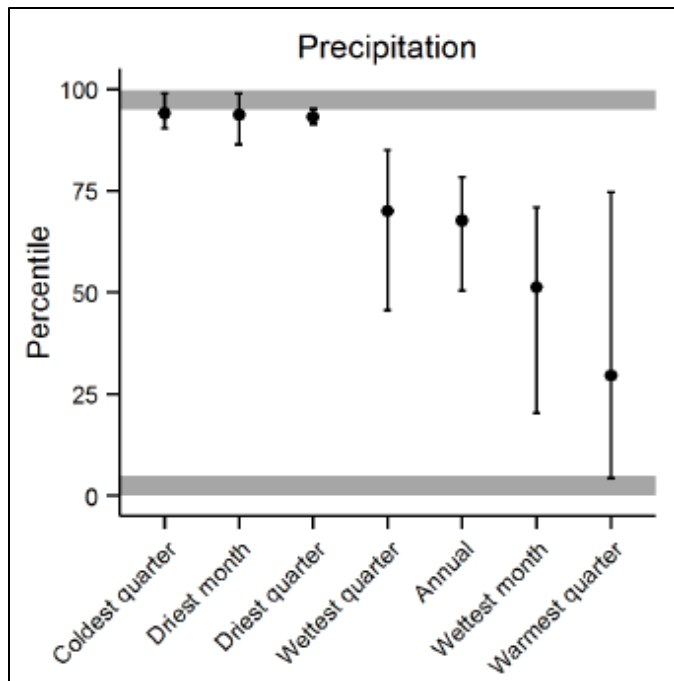 Precipitation
Percentile
100
75
50
25
0
Coldest quarter
Driest month
Driest quarter
Wettest quarter
Annual
Wettest month
Warmest quarter